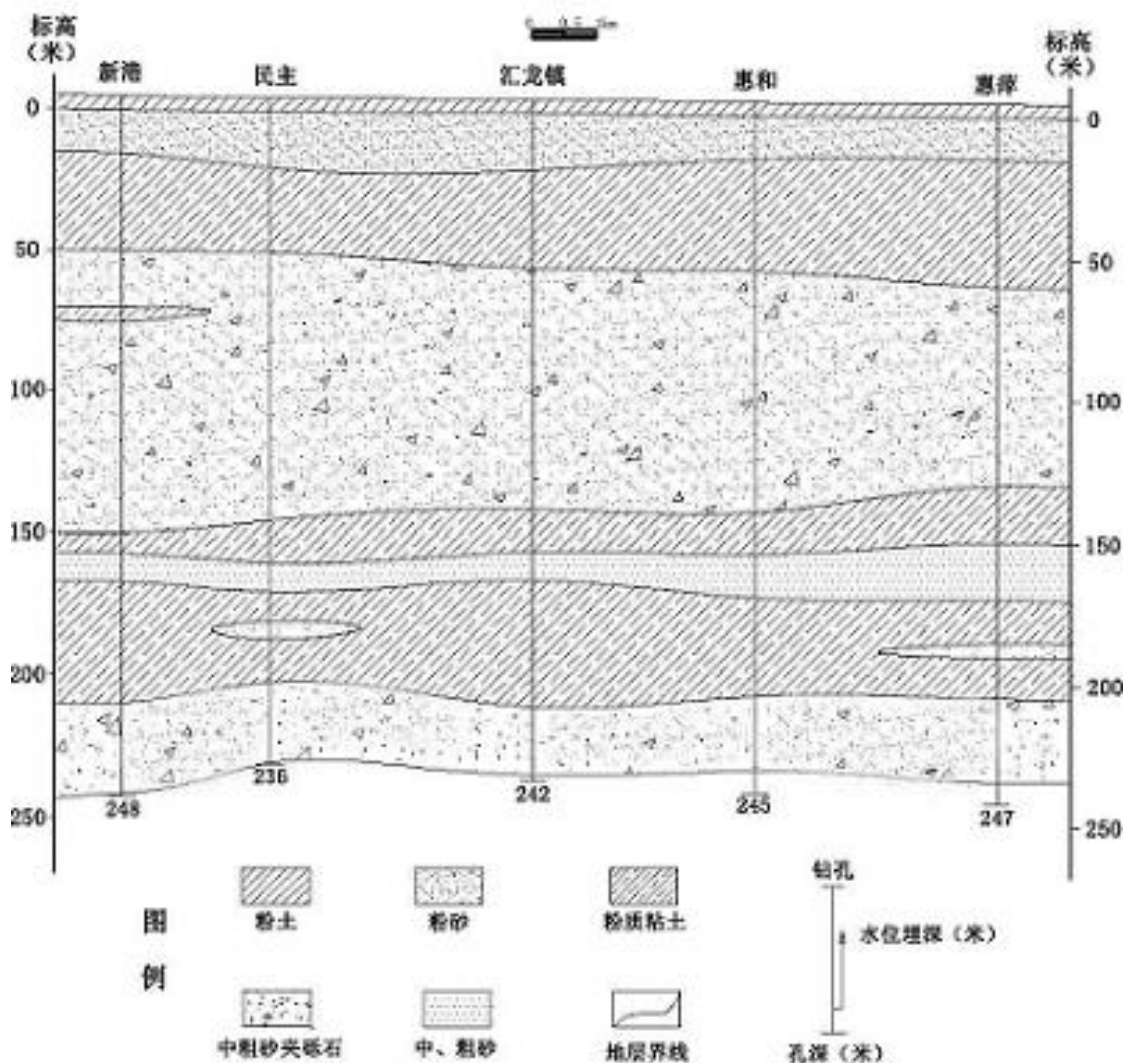 标高
（米）
新港
民主
汇龙镇
惠和
标高
（米）
0
50
100
150
200
250
0
50
100
150
200
250
248
236
242
245
247
图
例
粉土
粉砂
粉质粘土
中粗砂夹砾石
中、粗砂
地层界线
钻孔
水位埋深（米）
孔深（米）